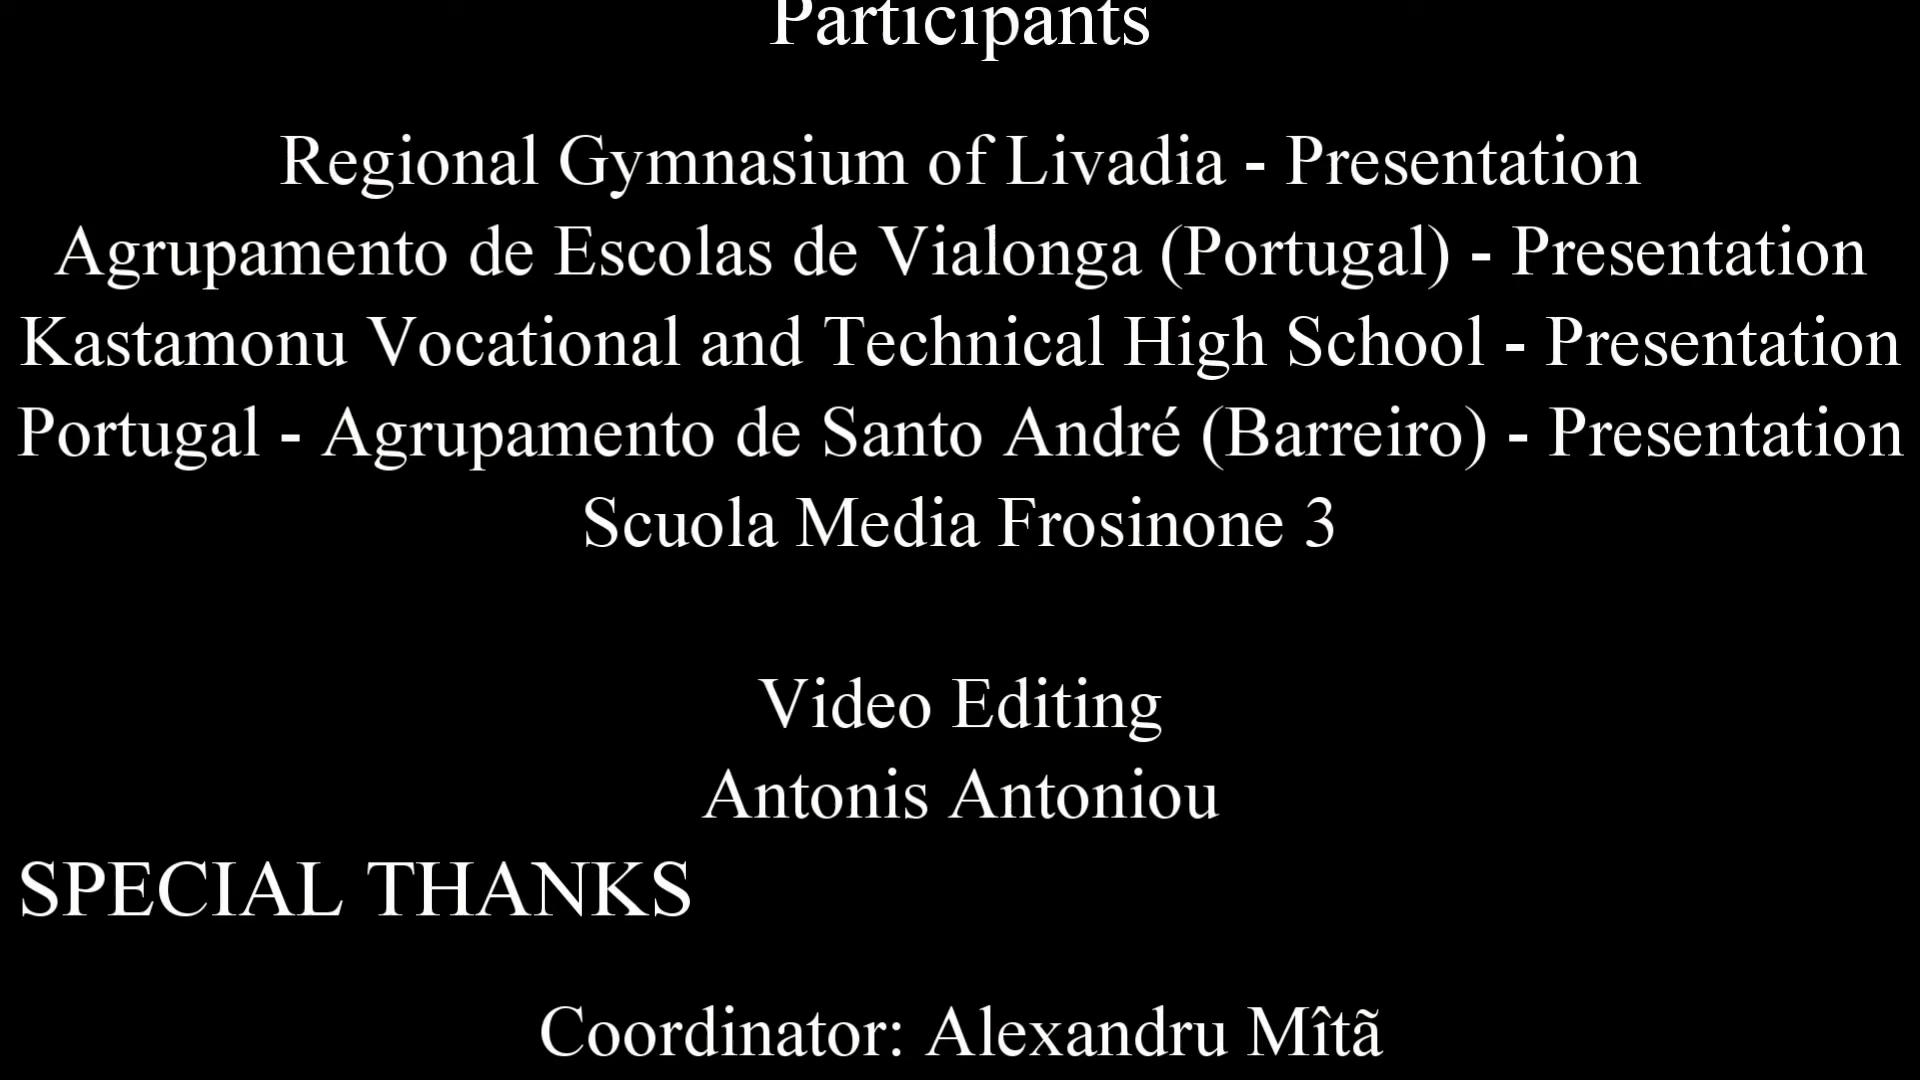 Participants
Regional Gymnasium of Livadia - Presentation
Agrupamento de Escolas de Vialonga (Portugal) - Presentation
Kastamonu Vocational and Technical High School - Presentation
Portugal - Agrupamento de Santo André (Barreiro) - Presentation
Scuola Media Frosinone 3
Video Editing
Antonis Antoniou
SPECIAL THANKS
Coordinator: Alexandru Mîtã